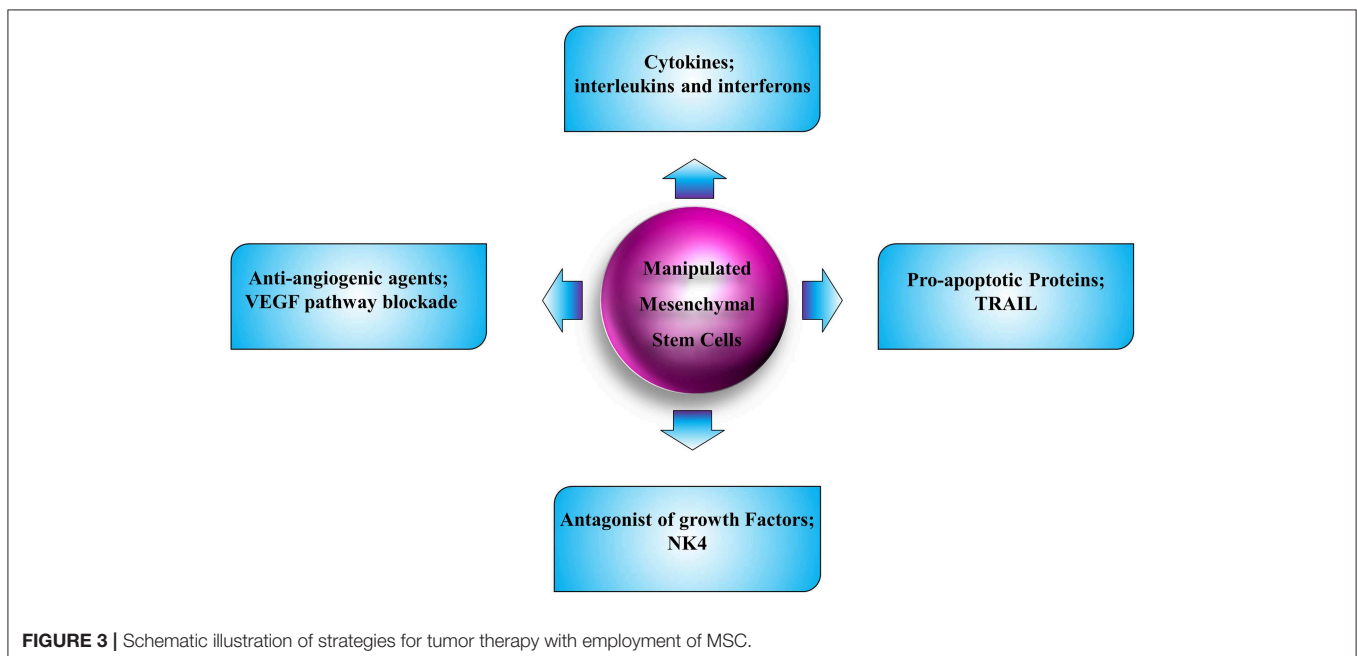 Cytokines;
interleukins and interferons
Anti-angiogenic agents;
VEGF pathway blockade
Manipulated
Mesenchymal
Stem Cells
Pro-apoptotic Proteins;
TRAIL
Antagonist of growth Factors;
NK4
FIGURE 3 | Schematic illustration of strategies for tumor therapy with employment of MSC.